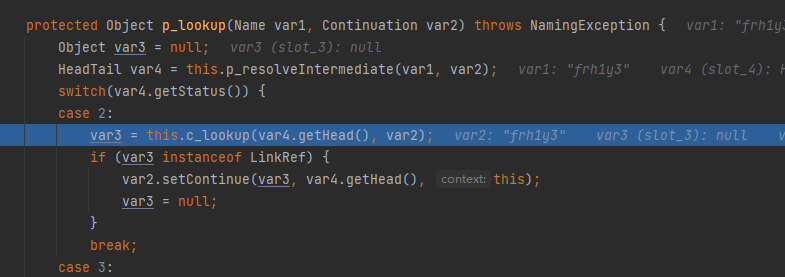 protected Object p_lookup(Name var1, Continuation var2) throws NamingException {   var1: "frh1y3
Object var3 = null;   var3 (slot_3): null
HeadTail var4 = this.p_resolveIntermediate(var1, var2);   var1: "frh1y3"   var4 (slot_4): H
switch(var4.getStatus()) {
case 2:
var3 = this.c_lookup(var4.getHead(), var2);   var2: "frh1y3"   var3 (slot_3): null   v
if (var3 instanceof LinkRef) {
var2.setContinue(var3, var4.getHead(), context: this);
var3 = null;
}
break;
case 3: